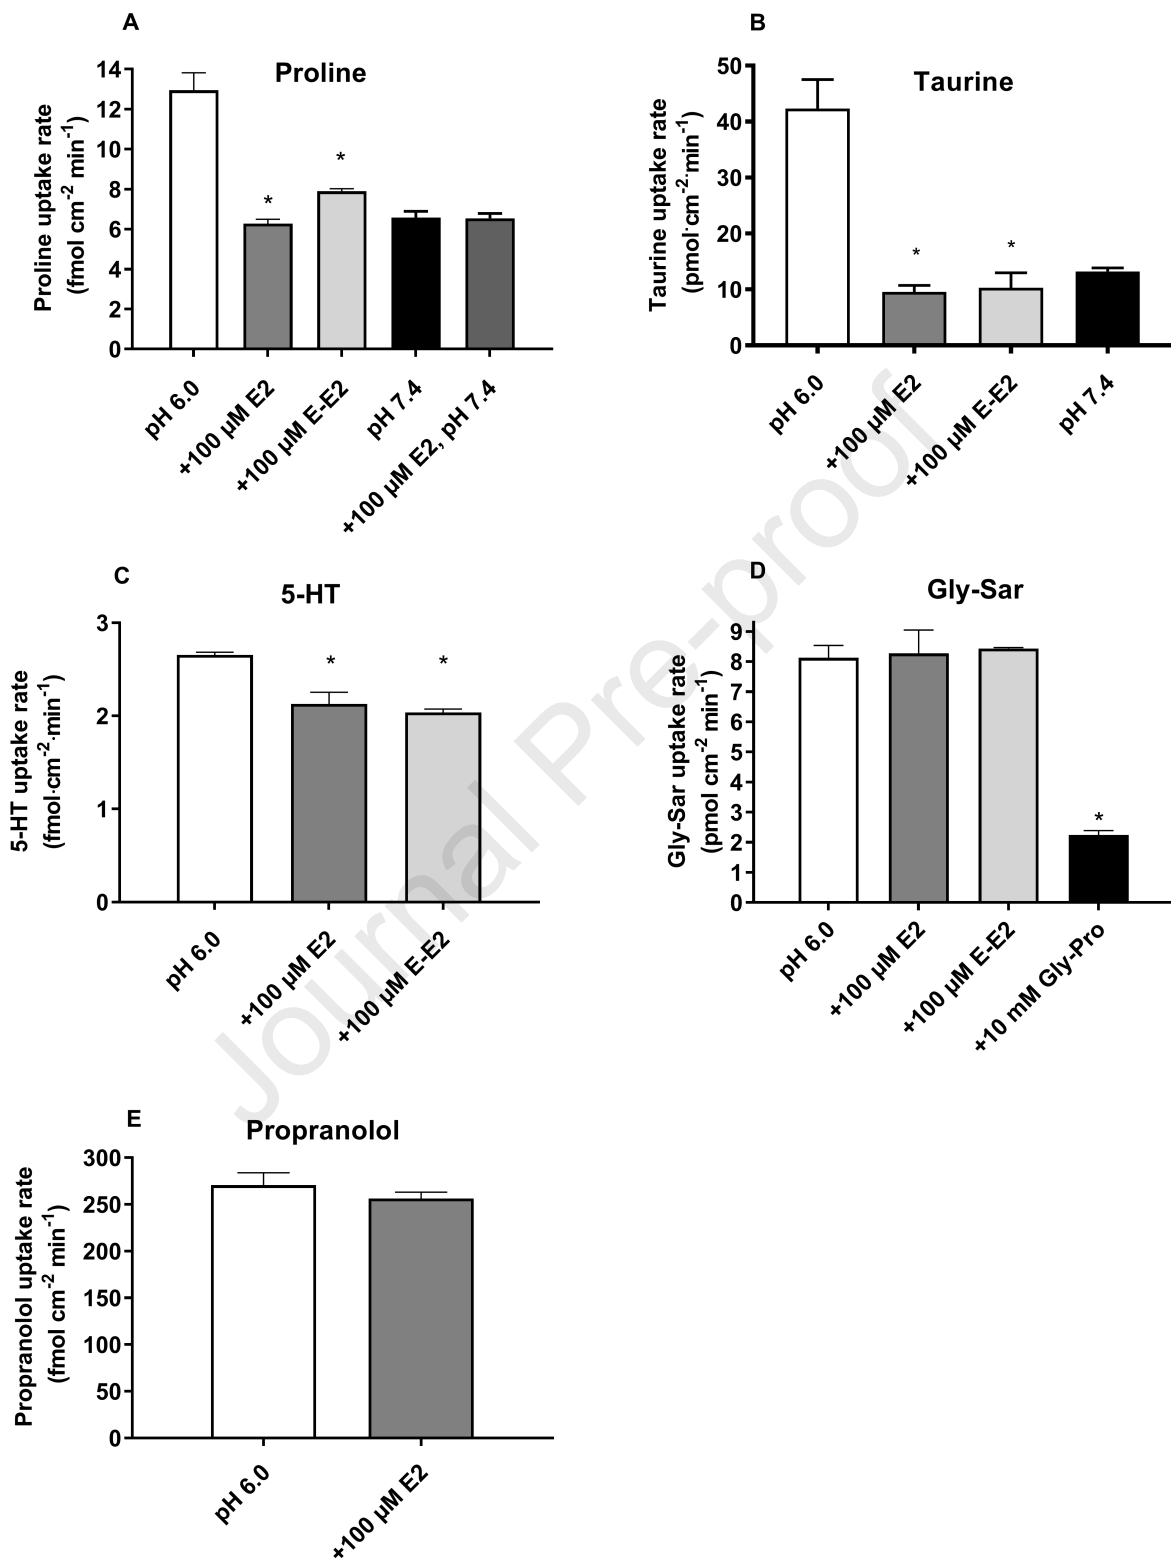 A
Proline
Proline uptake rate
(fmol cm-2 min-1)
14
12
10
8
6
4
2
0
*
*
pH 6.0
+100 µM E2
+100 µM E-E2
pH 7.4
+100 µM E2, pH 7.4
B
Taurine
Taurine uptake rate
(pmol·cm-2·min-1)
50
40
30
20
10
0
*
*
pH 6.0
+100 µM E2
+100 µM E-E2
pH 7.4
C
5-HT
5-HT uptake rate
(fmol·cm-2·min-1)
3
2
1
0
*
*
pH 6.0
+100 µM E2
+100 µM E-E2
D
Gly-Sar
Gly-Sar uptake rate
(pmol cm-2 min-1)
9
8
7
6
5
4
3
2
1
0
*
pH 6.0
+100 µM E2
+100 µM E-E2
+10 mM Gly-Pro
E
Propranolol
Propranolol uptake rate
(fmol cm-2 min-1)
300
250
200
150
100
50
0
pH 6.0
+100 µM E2
Journal Pre-proof